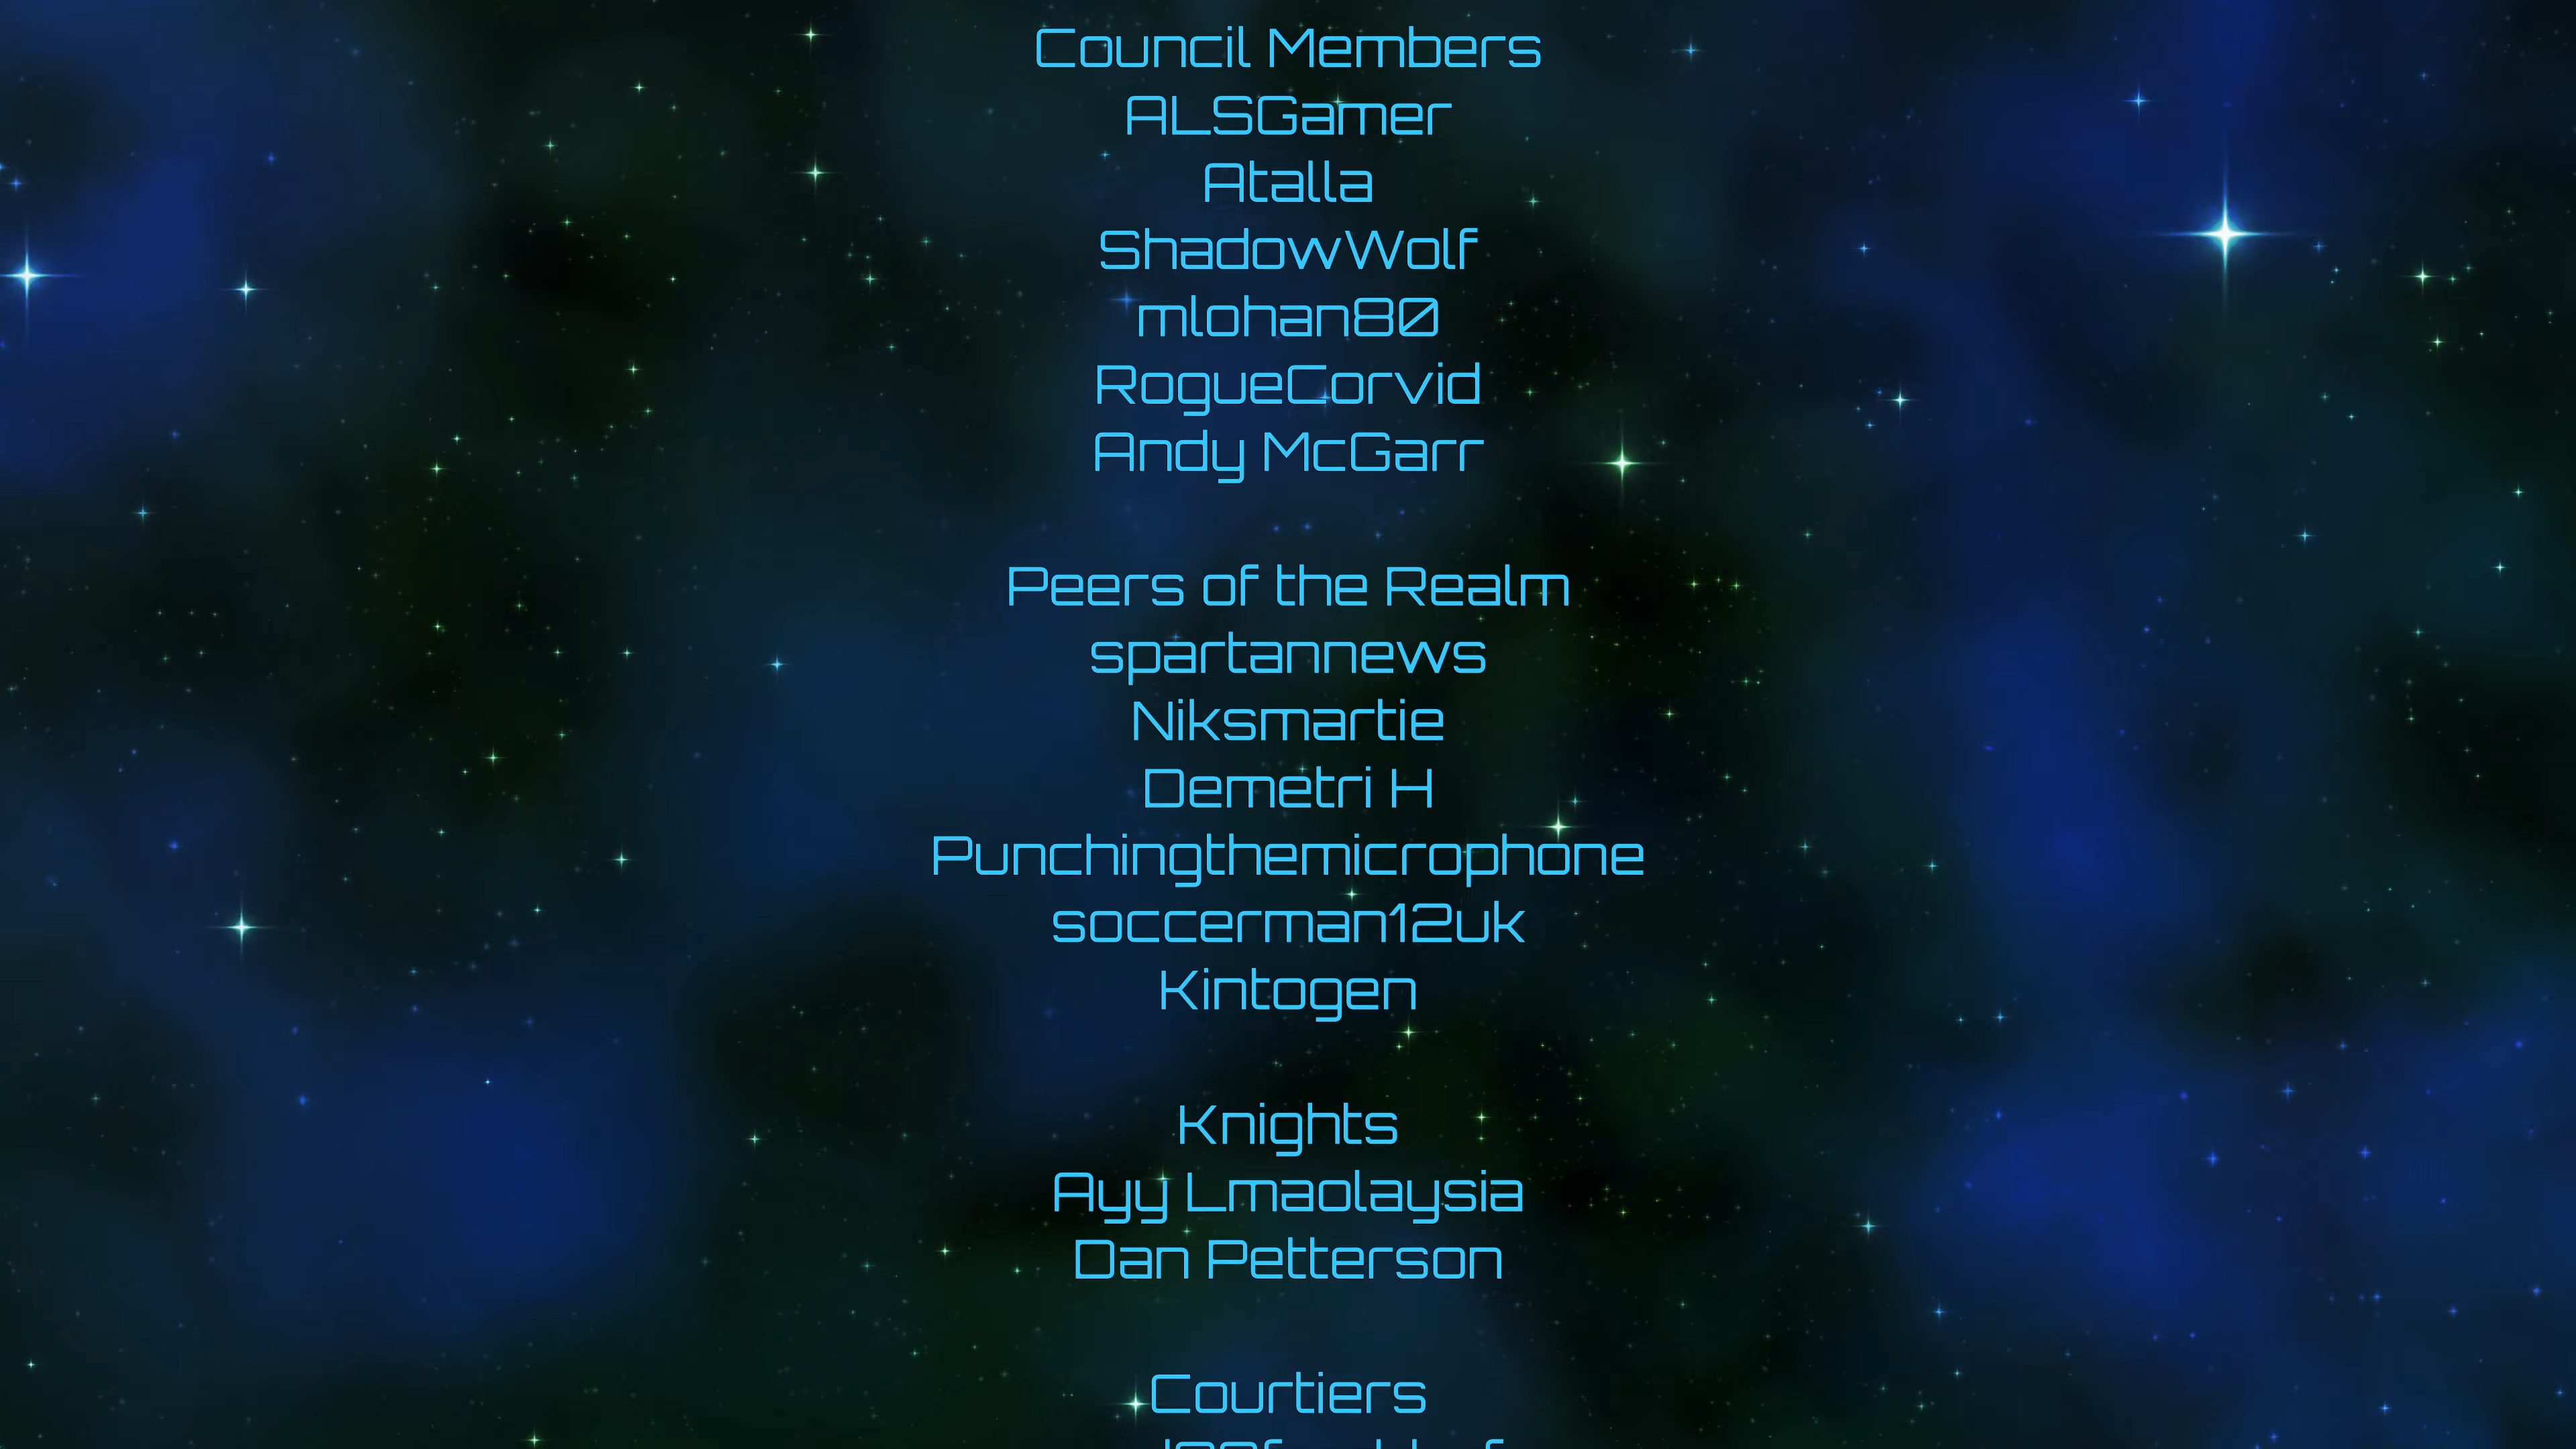 Council Members
ALSGamer
Atalla
ShadowWolf
mlohan80
RogueCorvid
Andy McGarr
Peers of the Realm
spartannews
Niksmartie
Demetri H
Punchingthemicrophone
soccerman12uk
Kintogen
Knights
Ayy Lmaolaysia
Dan Petterson
Courtiers